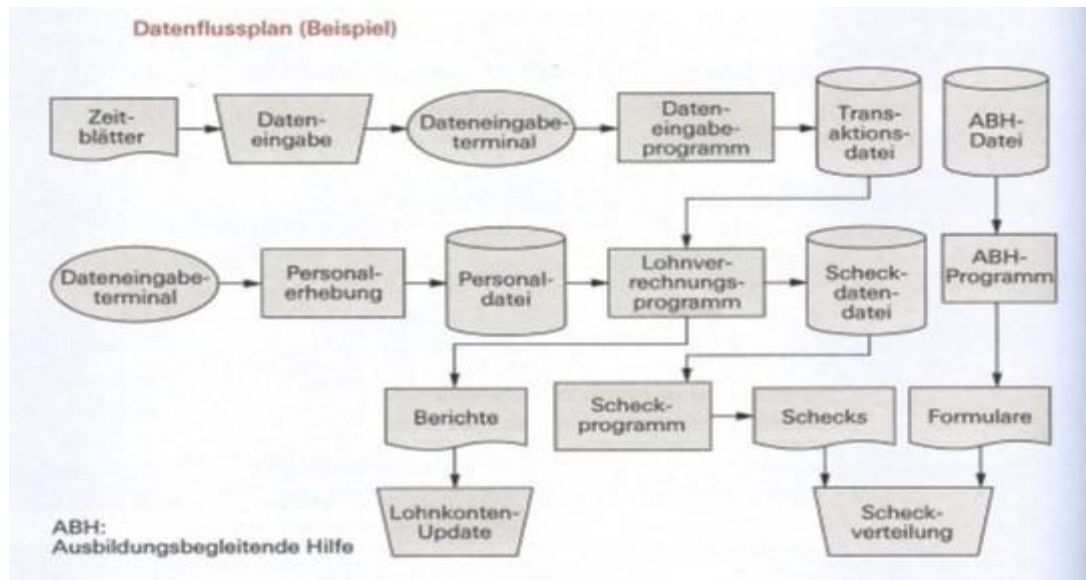 Datenflussplan (Beispiel)
Zeit-
blätter
Daten-
eingabe
Dateneingabe-
terminal
Daten-
eingabe-
programm
Trans-
aktions-
datei
ABH-
Datei
Dateneingabe-
terminal
Personal-
erhebung
Personal-
datei
Lohnver-
rechnungs-
programm
Scheck-
daten-
datei
ABH-
Programm
Berichte
Scheck-
programm
Schecks
Formulare
Lohnkonten-
Update
Scheck-
verteilung
ABH:
Ausbildungsbegleitende Hilfe